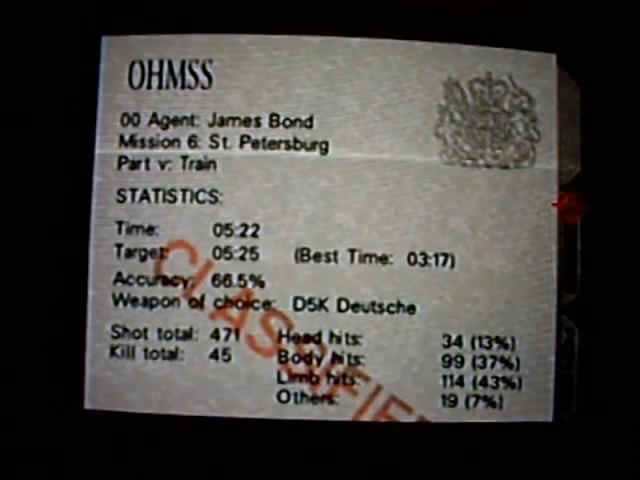 OHMSS
00 Agent: James Bond
Mission 6: St. Petersburg
Part v: Train
STATISTICS:
Time: 05:22
Target: 05:25 (Best Time: 03:17)
Accuracy: 66.5%
Weapon of choice: D5K Deutsche
Shot total: 471 Head hits: 34 (13%)
Kill total: 45 Body hits: 99 (37%)
Limb hits: 114 (43%)
Others: 19 (7%)
CLASSIFIE